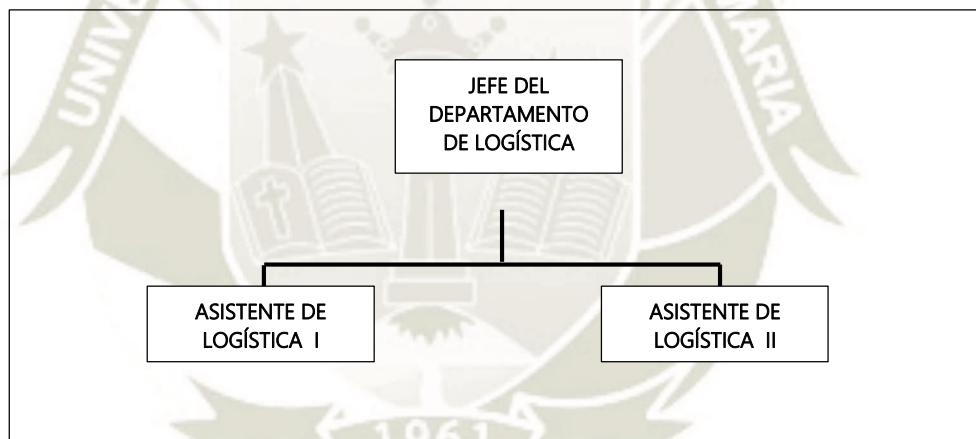 JEFE DEL
DEPARTAMENTO
DE LOGÍSTICA
ASISTENTE DE
LOGÍSTICA I
ASISTENTE DE
LOGÍSTICA II
1961